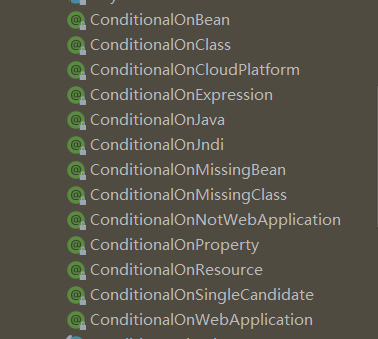 @ ConditionalOnBean
@ ConditionalOnClass
@ ConditionalOnCloudPlatform
@ ConditionalOnExpression
@ ConditionalOnJava
@ ConditionalOnJndi
@ ConditionalOnMissingBean
@ ConditionalOnMissingClass
@ ConditionalOnNotWebApplication
@ ConditionalOnProperty
@ ConditionalOnResource
@ ConditionalOnSingleCandidate
@ ConditionalOnWebApplication